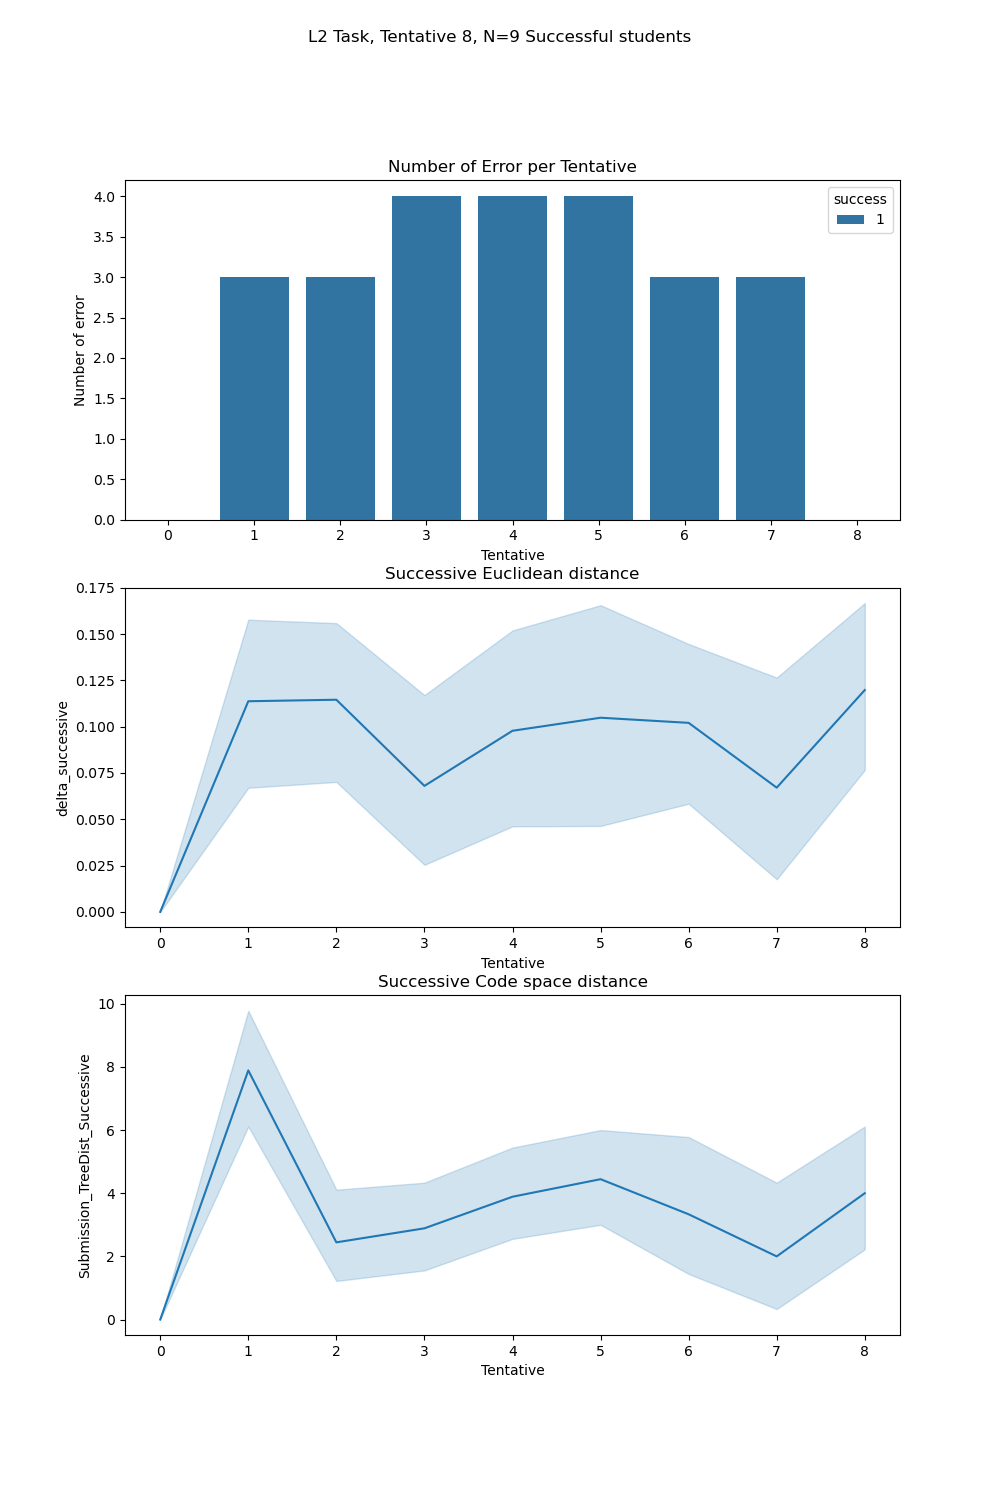 L2 Task, Tentative 8, N=9 Successful students
Number of Error per Tentative
success
1
4.0
3.5
3.0
2.5
2.0
1.5
1.0
0.5
0.0
Number of error
0 1 2 3 4 5 6 7 8
Tentative
Successive Euclidean distance
0.175
0.150
0.125
0.100
0.075
0.050
0.025
0.000
delta_successive
0 1 2 3 4 5 6 7 8
Tentative
Successive Code space distance
10
8
6
4
2
0
Submission_TreeDist_Successive
0 1 2 3 4 5 6 7 8
Tentative